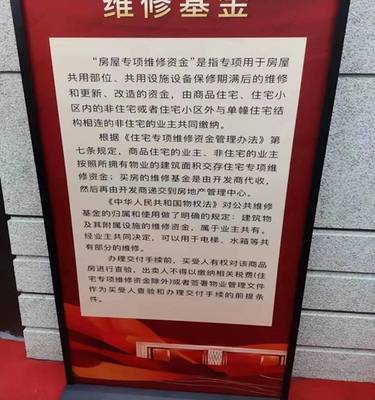 维修基金
“房屋专项维修资金”是指专项用于房屋
共用部位、共用设施设备保修期满后的维修
和更新、改造的资金，由商品住宅、住宅小
区内的非住宅或者住宅小区外与单幢住宅结
构相连的非住宅的业主共同缴纳。
根据《住宅专项维修资金管理办法》第
七条规定，商品住宅的业主、非住宅的业主
按照所拥有物业的建筑面积交存住宅专项维
修资金；买房的维修基金是由开发商代收，
然后再由开发商递交到房地产管理中心。
《中华人民共和国物权法》对公共维修
基金的归属和使用做了明确的规定：建筑物
及其附属设施的维修资金，属于业主共有。
经业主共同决定，可以用于电梯、水箱等共
有部分的维修。
办理交付手续前，买受人有权对该商品
房进行查验，出卖人不得以缴纳相关税费(住
宅专项维修资金除外)或者签署物业管理文件
作为买受人查验和办理交付手续的前提条
件。